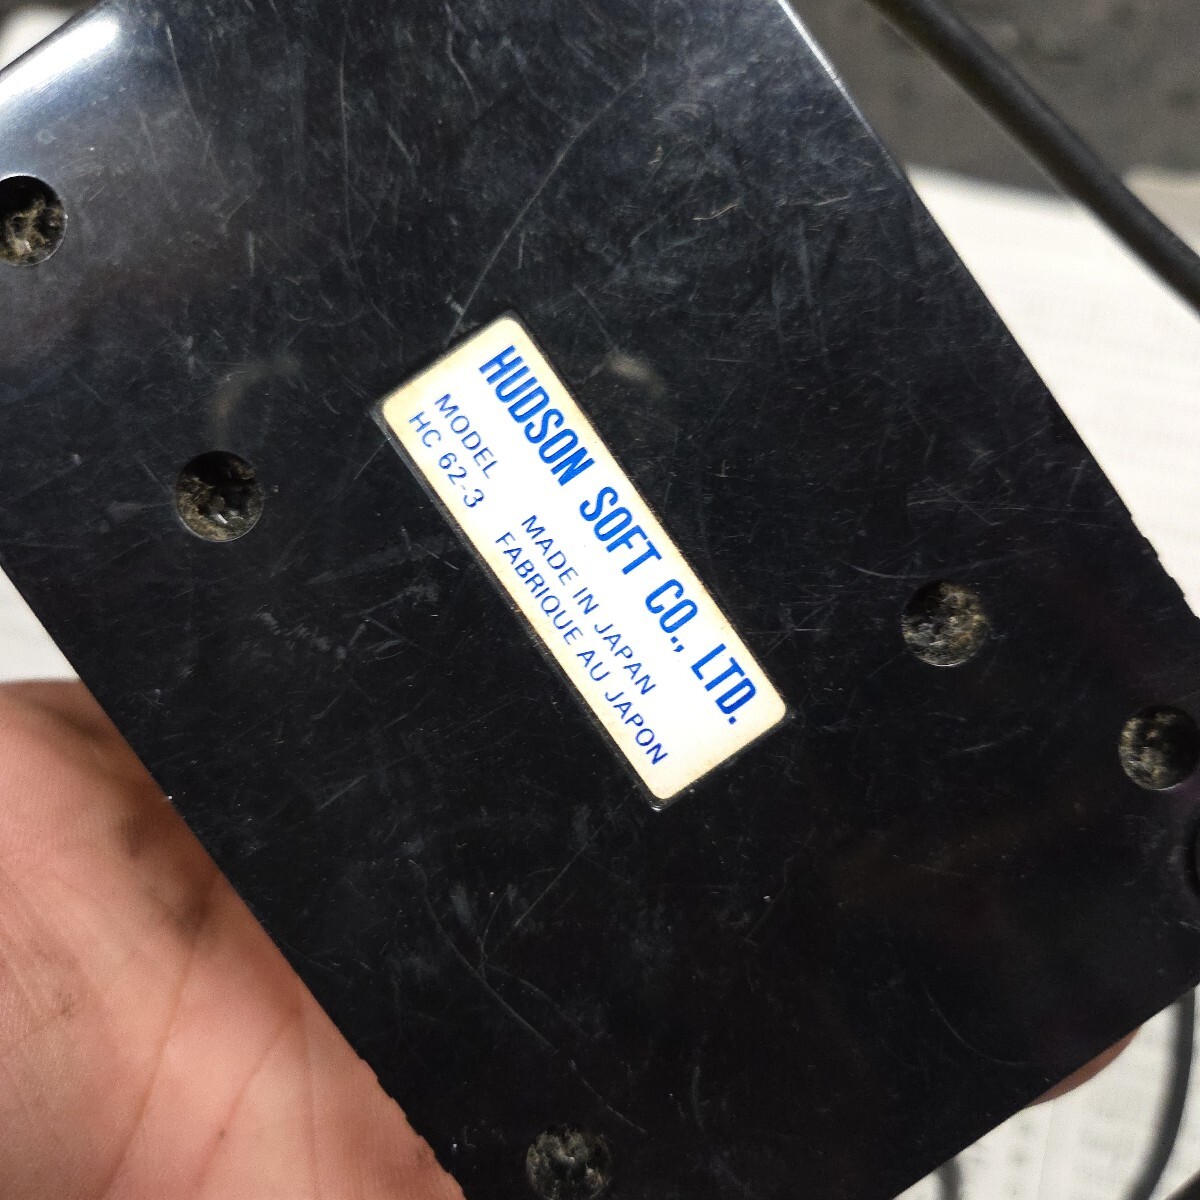 HUDSON SOFT CO., LTD.
MODEL
HC 62-3
MADE IN JAPAN
FABRIQUE AU JAPON